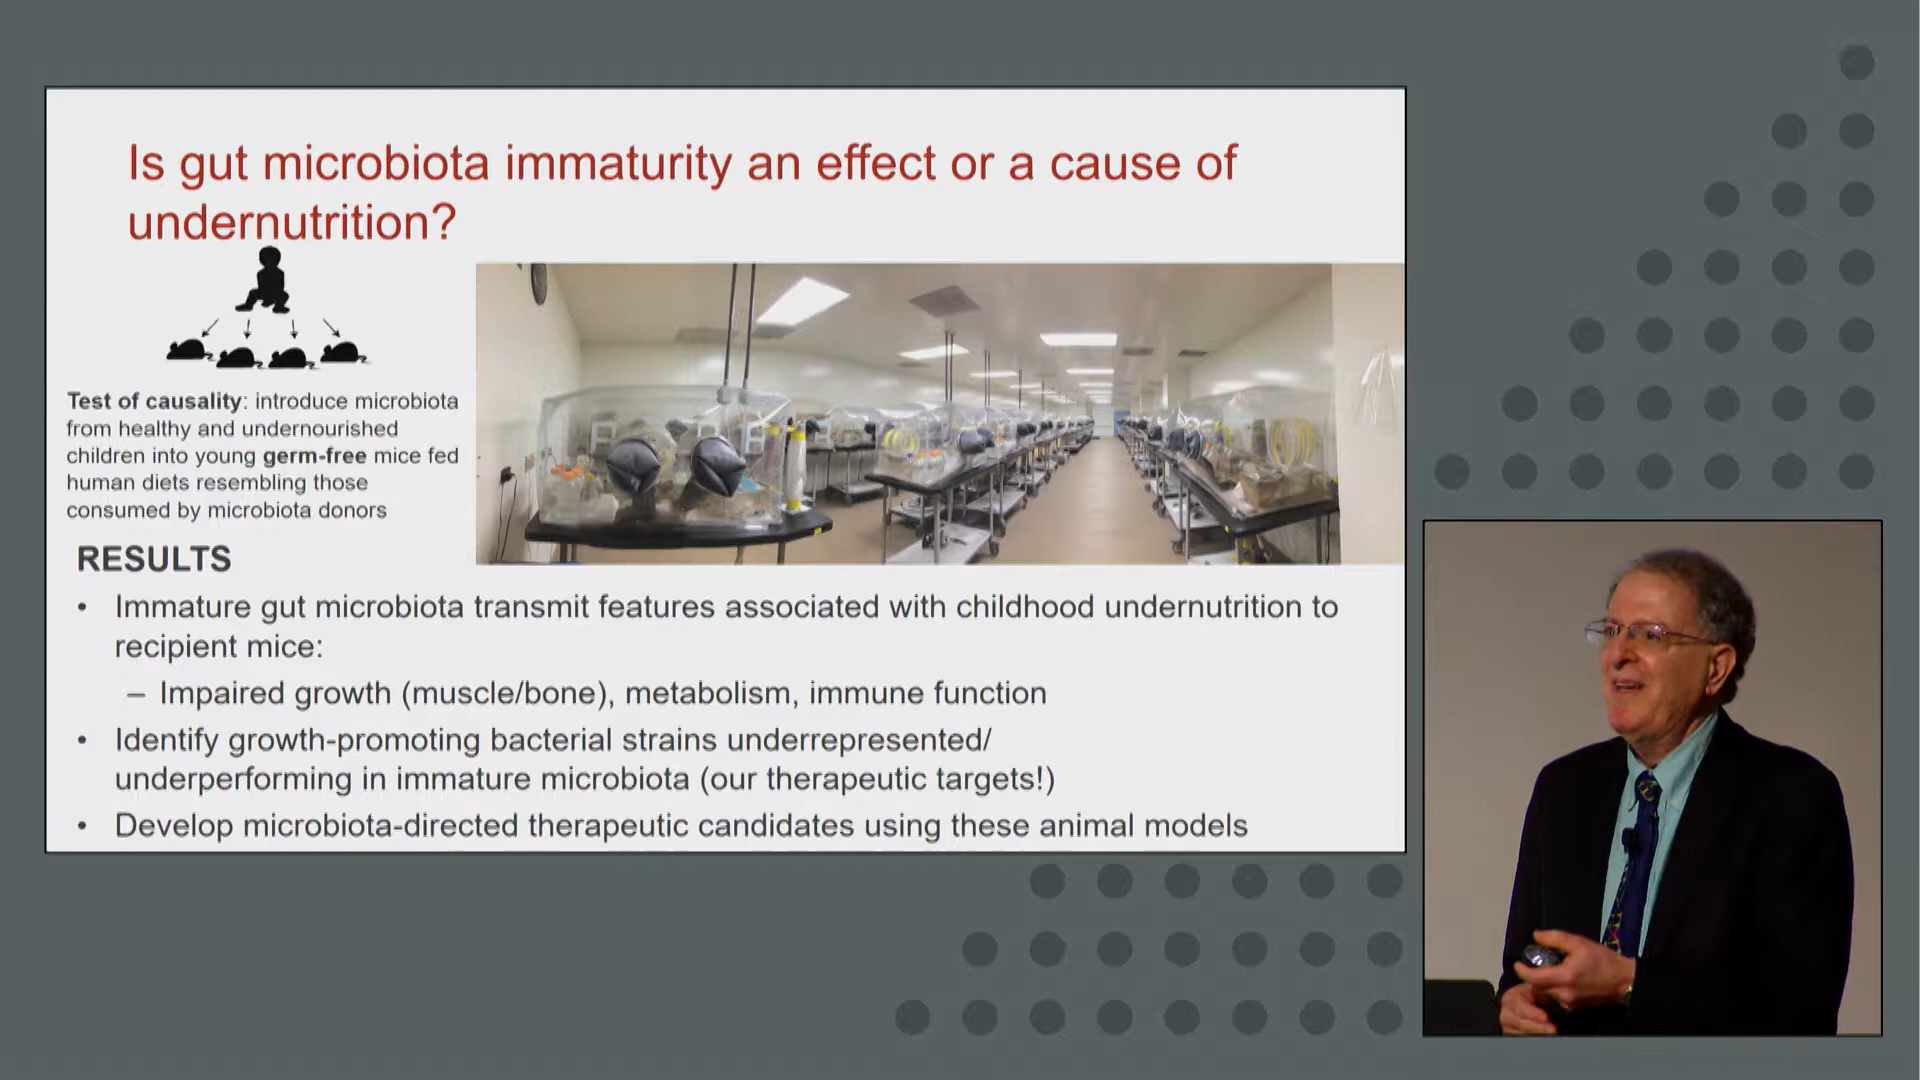 Is gut microbiota immaturity an effect or a cause of
undernutrition?
Test of causality: introduce microbiota
from healthy and undernourished
children into young germ-free mice fed
human diets resembling those
consumed by microbiota donors
RESULTS
• Immature gut microbiota transmit features associated with childhood undernutrition to
recipient mice:
– Impaired growth (muscle/bone), metabolism, immune function
• Identify growth-promoting bacterial strains underrepresented/
underperforming in immature microbiota (our therapeutic targets!)
• Develop microbiota-directed therapeutic candidates using these animal models